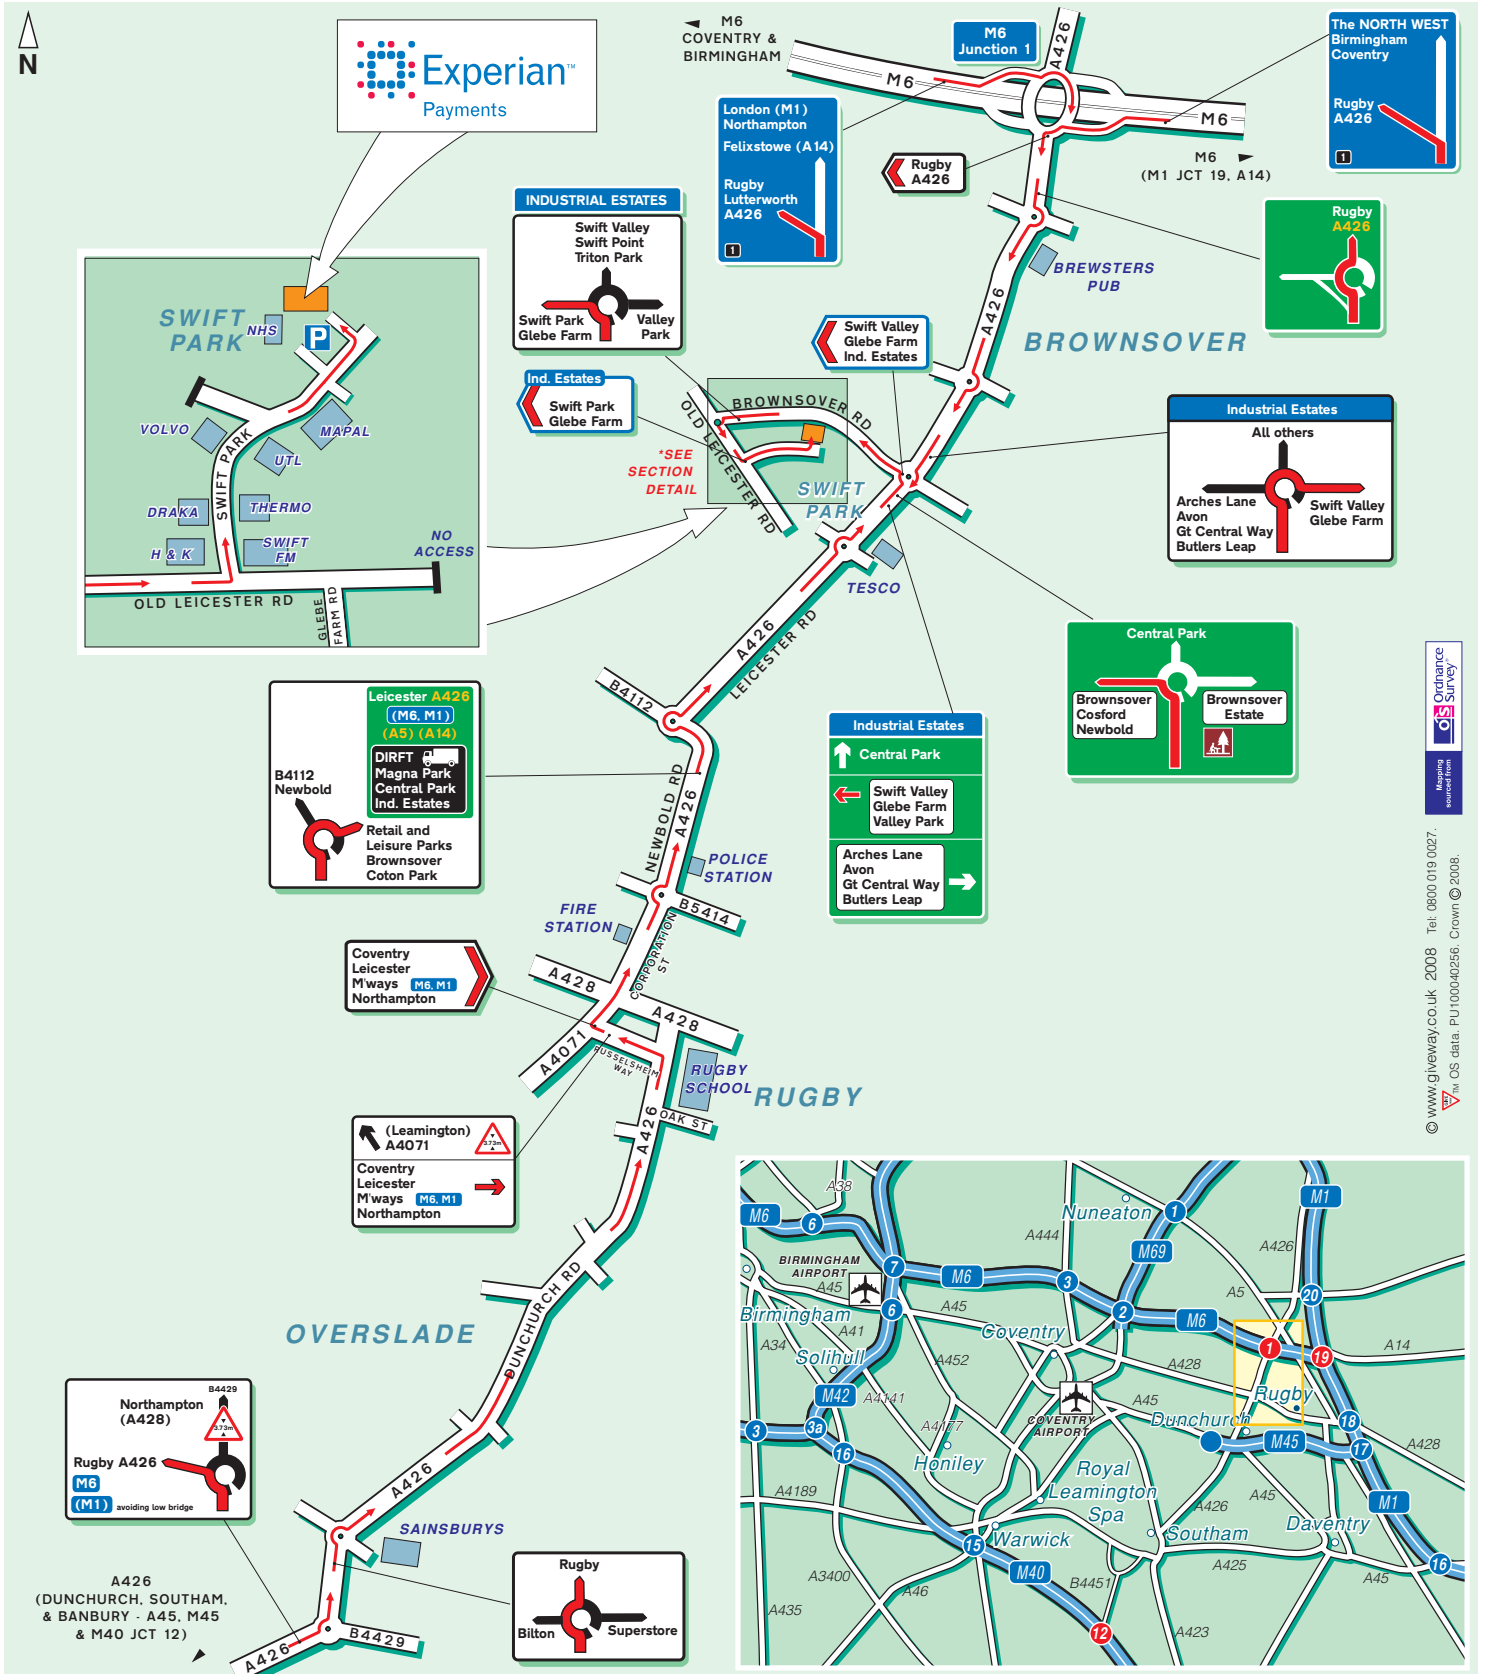 N
Experian™
Payments
M6
COVENTRY &
BIRMINGHAM
M6
Junction 1
A426
The NORTH WEST
Birmingham
Coventry
Rugby
A426
1
M6
M6
M6
(M1 JCT 19, A14)
London (M1)
Northampton
Felixstowe (A14)
Rugby
Lutterworth
A426
1
Rugby
A426
Rugby
A426
BREWSTERS
PUB
A426
BROWNSOVER
INDUSTRIAL ESTATES
Swift Valley
Swift Point
Triton Park
Swift Park
Glebe Farm
Valley
Park
Swift Valley
Glebe Farm
Ind. Estates
Ind. Estates
Swift Park
Glebe Farm
BROWNSOVER RD
OLD LEICESTER RD
*SEE
SECTION
DETAIL
SWIFT
PARK
Industrial Estates
All others
Arches Lane
Avon
Gt Central Way
Butlers Leap
Swift Valley
Glebe Farm
SWIFT
PARK
NHS
P
VOLVO
MAPAL
UTL
SWIFT PARK
DRAKA
THERMO
H & K
SWIFT
FM
NO
ACCESS
OLD LEICESTER RD
GLEBE
FARM RD
TESCO
A426
LEICESTER RD
B4112
Central Park
Brownsover
Cosford
Newbold
Brownsover
Estate
Industrial Estates
Central Park
Swift Valley
Glebe Farm
Valley Park
Arches Lane
Avon
Gt Central Way
Butlers Leap
Leicester A426
(M6, M1)
(A5) (A14)
DIRFT
Magna Park
Central Park
Ind. Estates
B4112
Newbold
Retail and
Leisure Parks
Brownsover
Coton Park
NEWBOLD RD
A426
POLICE
STATION
B5414
FIRE
STATION
CORPORATION
ST
A428
A428
A4071
RUSSELSHEIM
WAY
RUGBY
SCHOOL
RUGBY
OAK ST
A426
Coventry
Leicester
M'ways M6, M1
Northampton
(Leamington)
A4071
3.73m
Coventry
Leicester
M'ways M6, M1
Northampton
DUNCHURCH RD
OVERSLADE
A426
B4429
Northampton
(A428)
3.73m
Rugby A426
M6
(M1) avoiding low bridge
SAINSBURYS
Rugby
Bilton
Superstore
A426
(DUNCHURCH, SOUTHAM,
& BANBURY - A45, M45
& M40 JCT 12)
A426
B4429
Ordnance
Survey
Mapping
sourced from
© www.giveway.co.uk 2008 Tel: 0800 019 0027.
™ OS data. PU100040256. Crown © 2008.
A38
M6
6
BIRMINGHAM
AIRPORT
A45
7
M6
6
Birmingham
A41
A34
Solihull
M42
A4141
3
3a
16
A45
A452
A4177
Honiley
A444
Nuneaton
1
M69
3
2
M6
Coventry
COVENTRY
AIRPORT
A428
A45
Dunchurch
M45
Rugby
1
19
A14
A5
A426
M1
20
18
17
A428
M1
16
A4189
A3400
A435
A46
15
Warwick
M40
Royal
Leamington
Spa
B4451
12
A423
A425
Southam
A426
A45
Daventry
A45